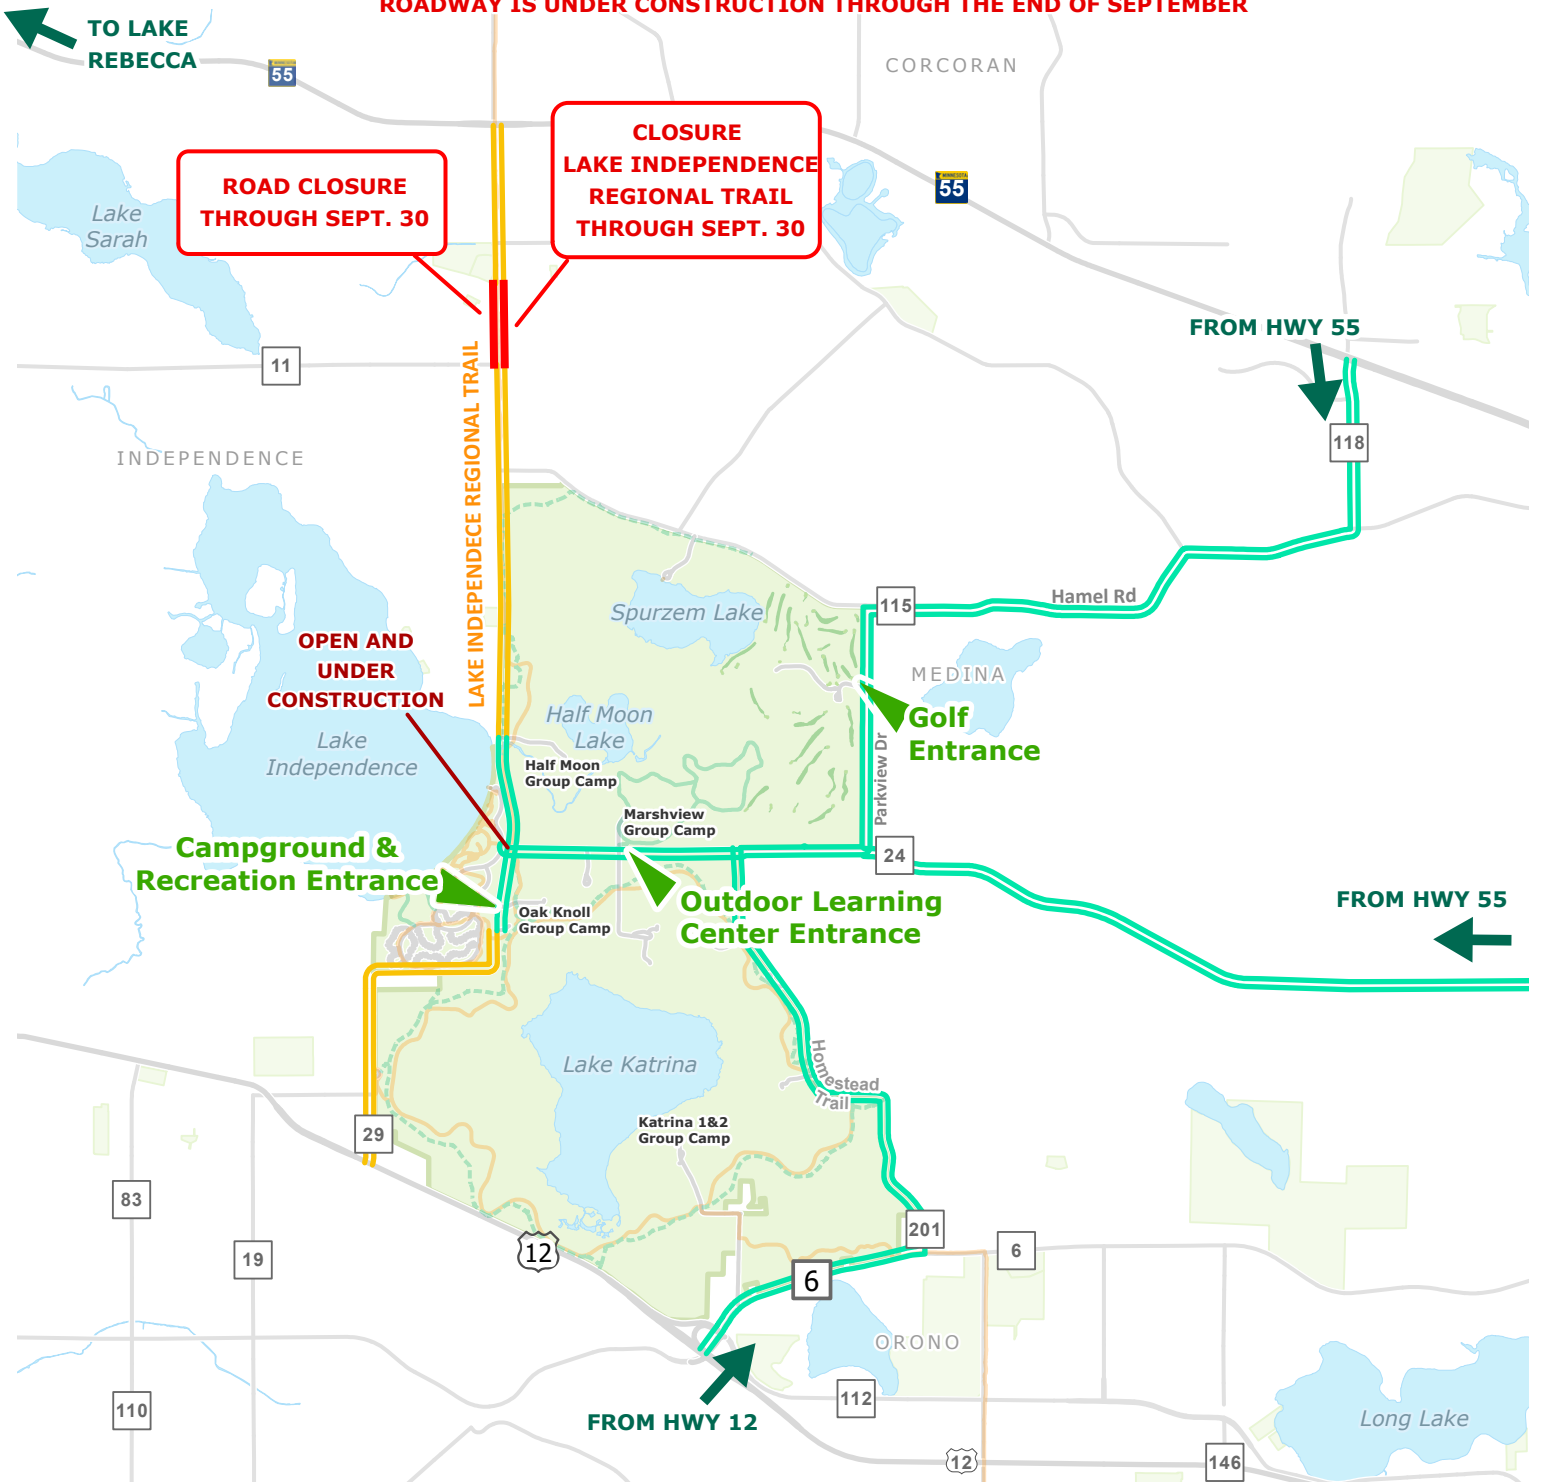 ROADWAY IS UNDER CONSTRUCTION THROUGH THE END OF SEPTEMBER
TO LAKE
REBECCA
55
CORCORAN
CLOSURE
LAKE INDEPENDENCE
REGIONAL TRAIL
THROUGH SEPT. 30
ROAD CLOSURE
THROUGH SEPT. 30
MINNESOTA
55
Lake
Sarah
FROM HWY 55
11
118
LAKE INDEPENDECE REGIONAL TRAIL
INDEPENDENCE
Spurzem Lake
115
Hamel Rd
OPEN AND
UNDER
CONSTRUCTION
MEDINA
Golf
Entrance
Half Moon
Lake
Lake
Independence
Parkview Dr
Half Moon
Group Camp
Marshview
Group Camp
24
Campground &
Recreation Entrance
Outdoor Learning
Center Entrance
FROM HWY 55
Oak Knoll
Group Camp
Lake Katrina
Homestead
Trail
Katrina 1&2
Group Camp
29
83
19
12
201
6
6
ORONO
110
112
FROM HWY 12
Long Lake
12
146